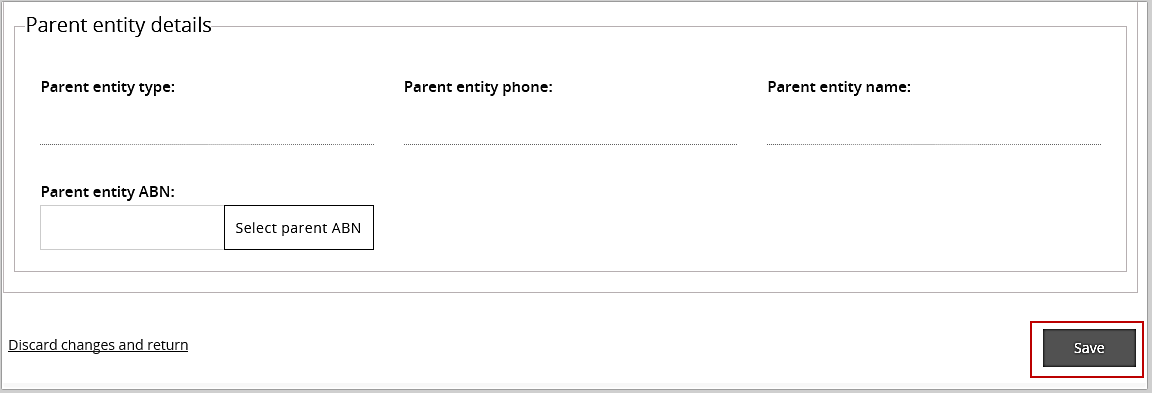 Parent entity details
Parent entity type:
Parent entity phone:
Parent entity name:
Parent entity ABN:
Select parent ABN
Discard changes and return
Save